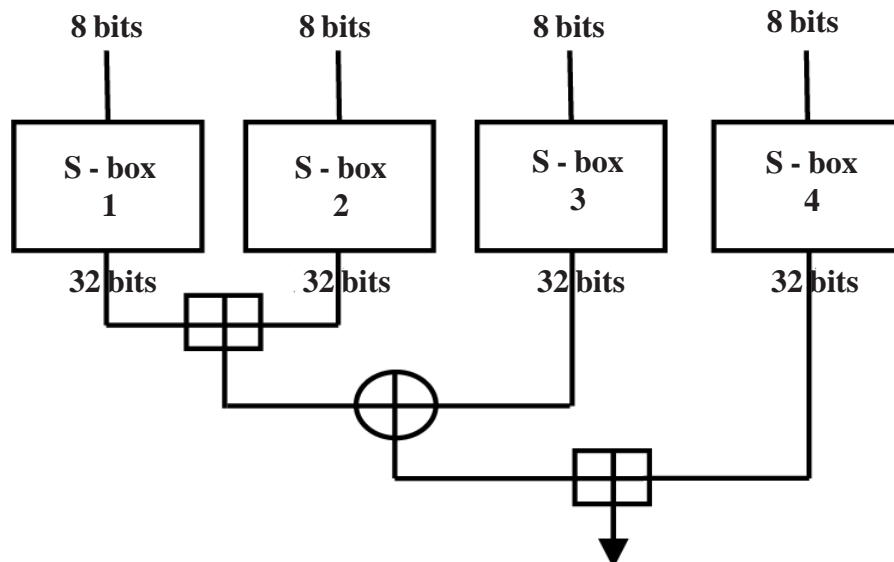 8 bits
8 bits
8 bits
8 bits
S - box
1
S - box
2
S - box
3
S - box
4
32 bits
32 bits
32 bits
32 bits